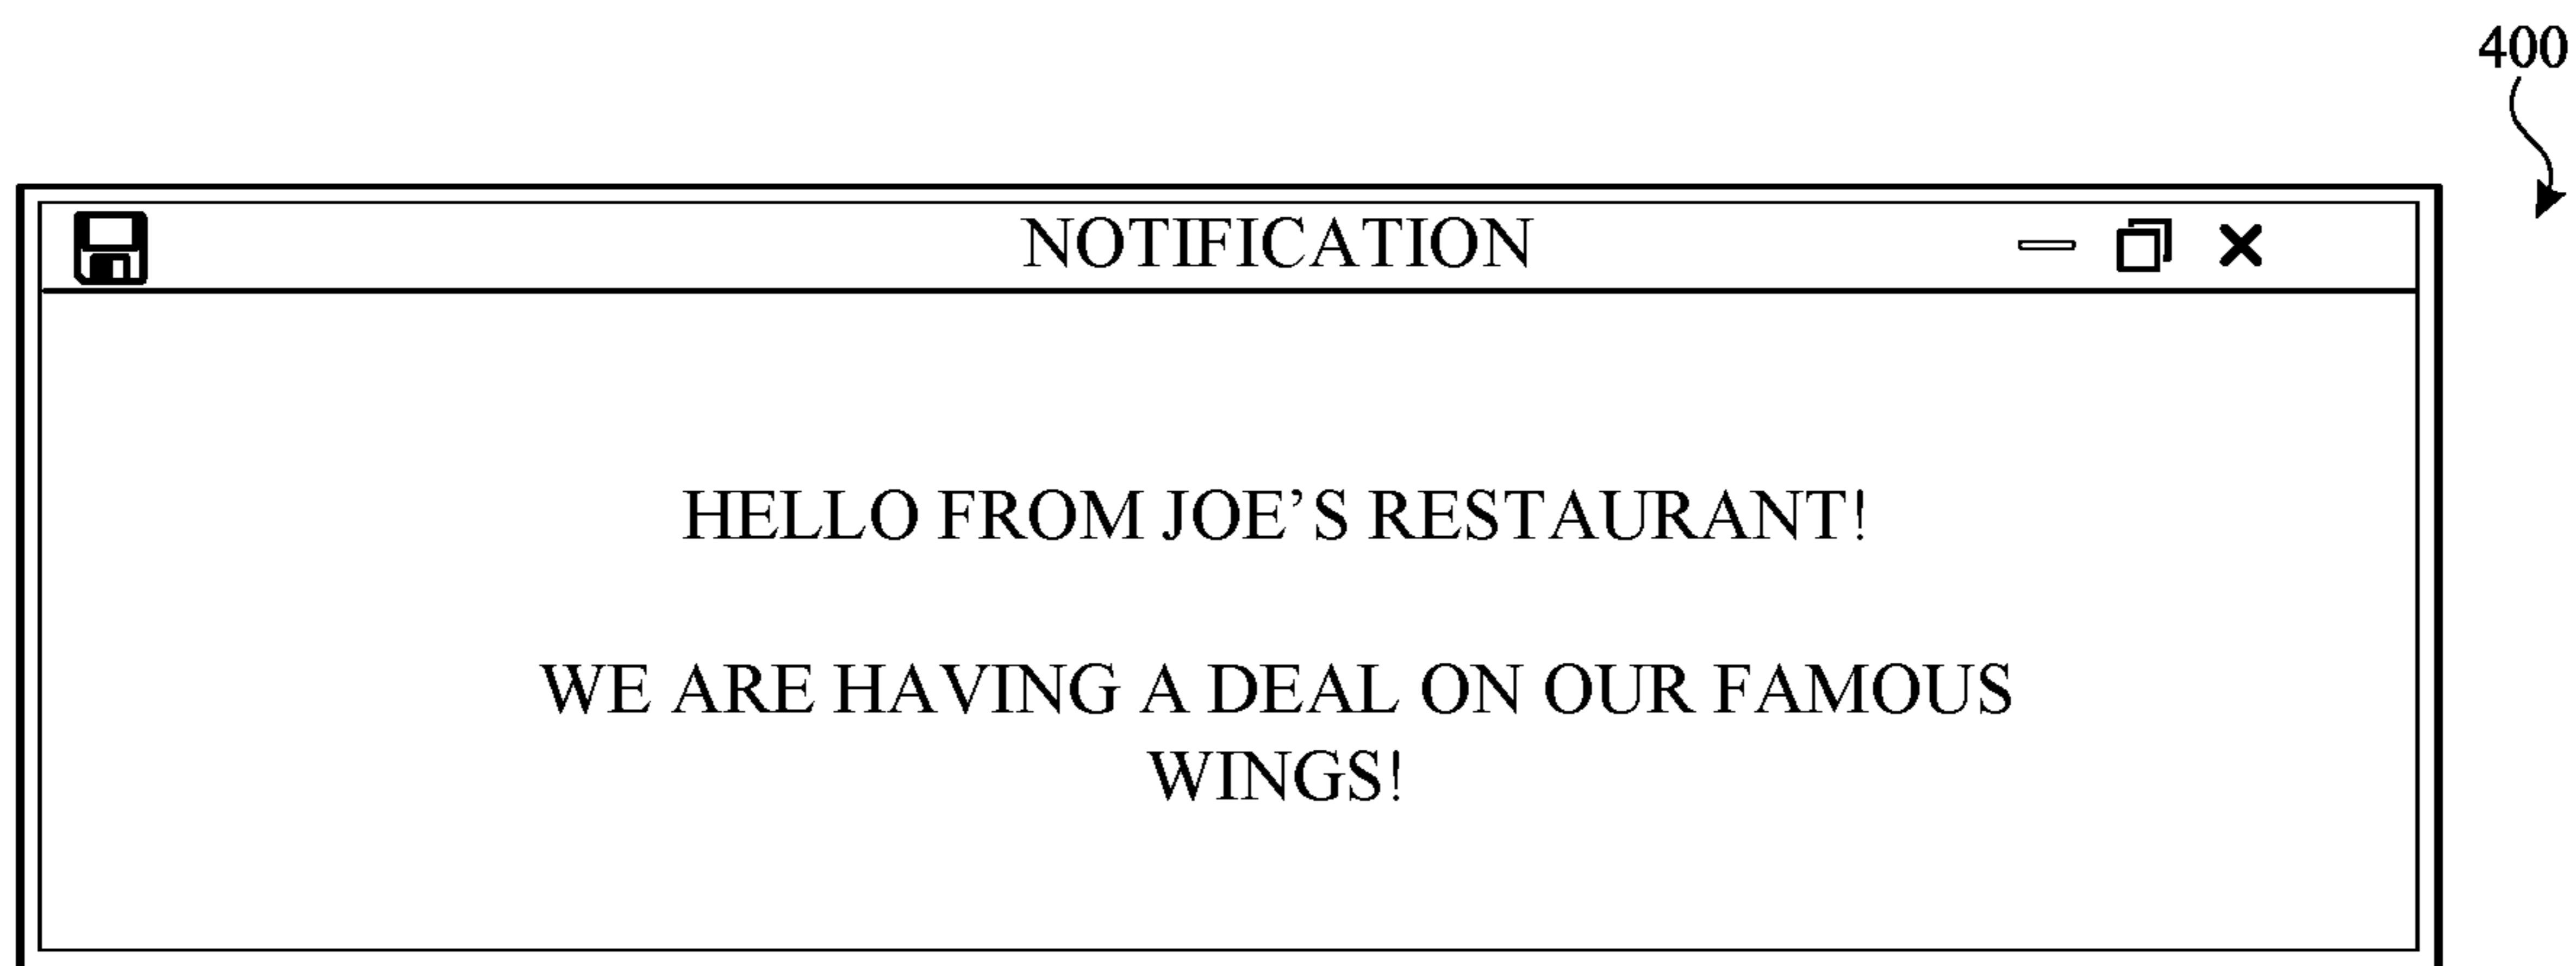 400
NOTIFICATION
HELLO FROM JOE’S RESTAURANT!
WE ARE HAVING A DEAL ON OUR FAMOUS
WINGS!